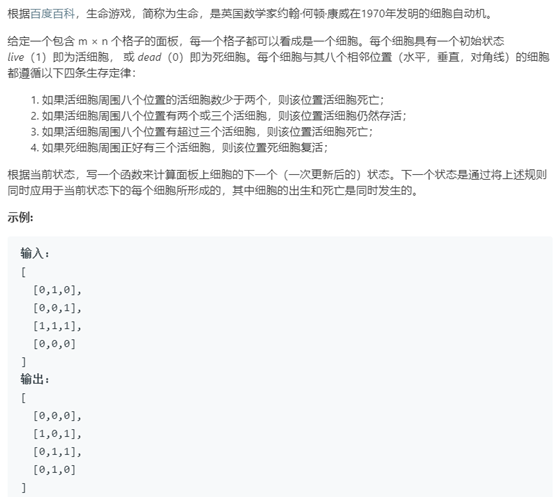 根据百度百科，生命游戏，简称为生命，是英国数学家约翰·何顿·康威在1970年发明的细胞自动机。
给定一个包含 m × n 个格子的面板，每一个格子都可以看成是一个细胞。每个细胞具有一个初始状态
live（1）即为活细胞， 或 dead（0）即为死细胞。每个细胞与其八个相邻位置（水平，垂直，对角线）的细胞
都遵循以下四条生存定律：
1. 如果活细胞周围八个位置的活细胞数少于两个，则该位置活细胞死亡；
2. 如果活细胞周围八个位置有两个或三个活细胞，则该位置活细胞仍然存活；
3. 如果活细胞周围八个位置有超过三个活细胞，则该位置活细胞死亡；
4. 如果死细胞周围正好有三个活细胞，则该位置死细胞复活；
根据当前状态，写一个函数来计算面板上细胞的下一个（一次更新后的）状态。下一个状态是通过将上述规则
同时应用于当前状态下的每个细胞所形成的，其中细胞的出生和死亡是同时发生的。
示例:
输入：
[
[0,1,0],
[0,0,1],
[1,1,1],
[0,0,0]
]
输出：
[
[0,0,0],
[1,0,1],
[0,1,1],
[0,1,0]
]